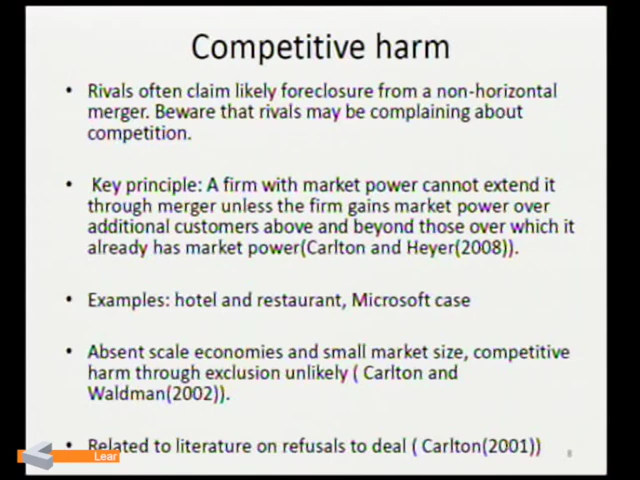 Competitive harm
• Rivals often claim likely foreclosure from a non-horizontal
merger. Beware that rivals may be complaining about
competition.
• Key principle: A firm with market power cannot extend it
through merger unless the firm gains market power over
additional customers above and beyond those over which it
already has market power(Carlton and Heyer(2008)).
• Examples: hotel and restaurant, Microsoft case
• Absent scale economies and small market size, competitive
harm through exclusion unlikely ( Carlton and
Waldman(2002)).
• Related to literature on refusals to deal ( Carlton(2001))
8
Lear